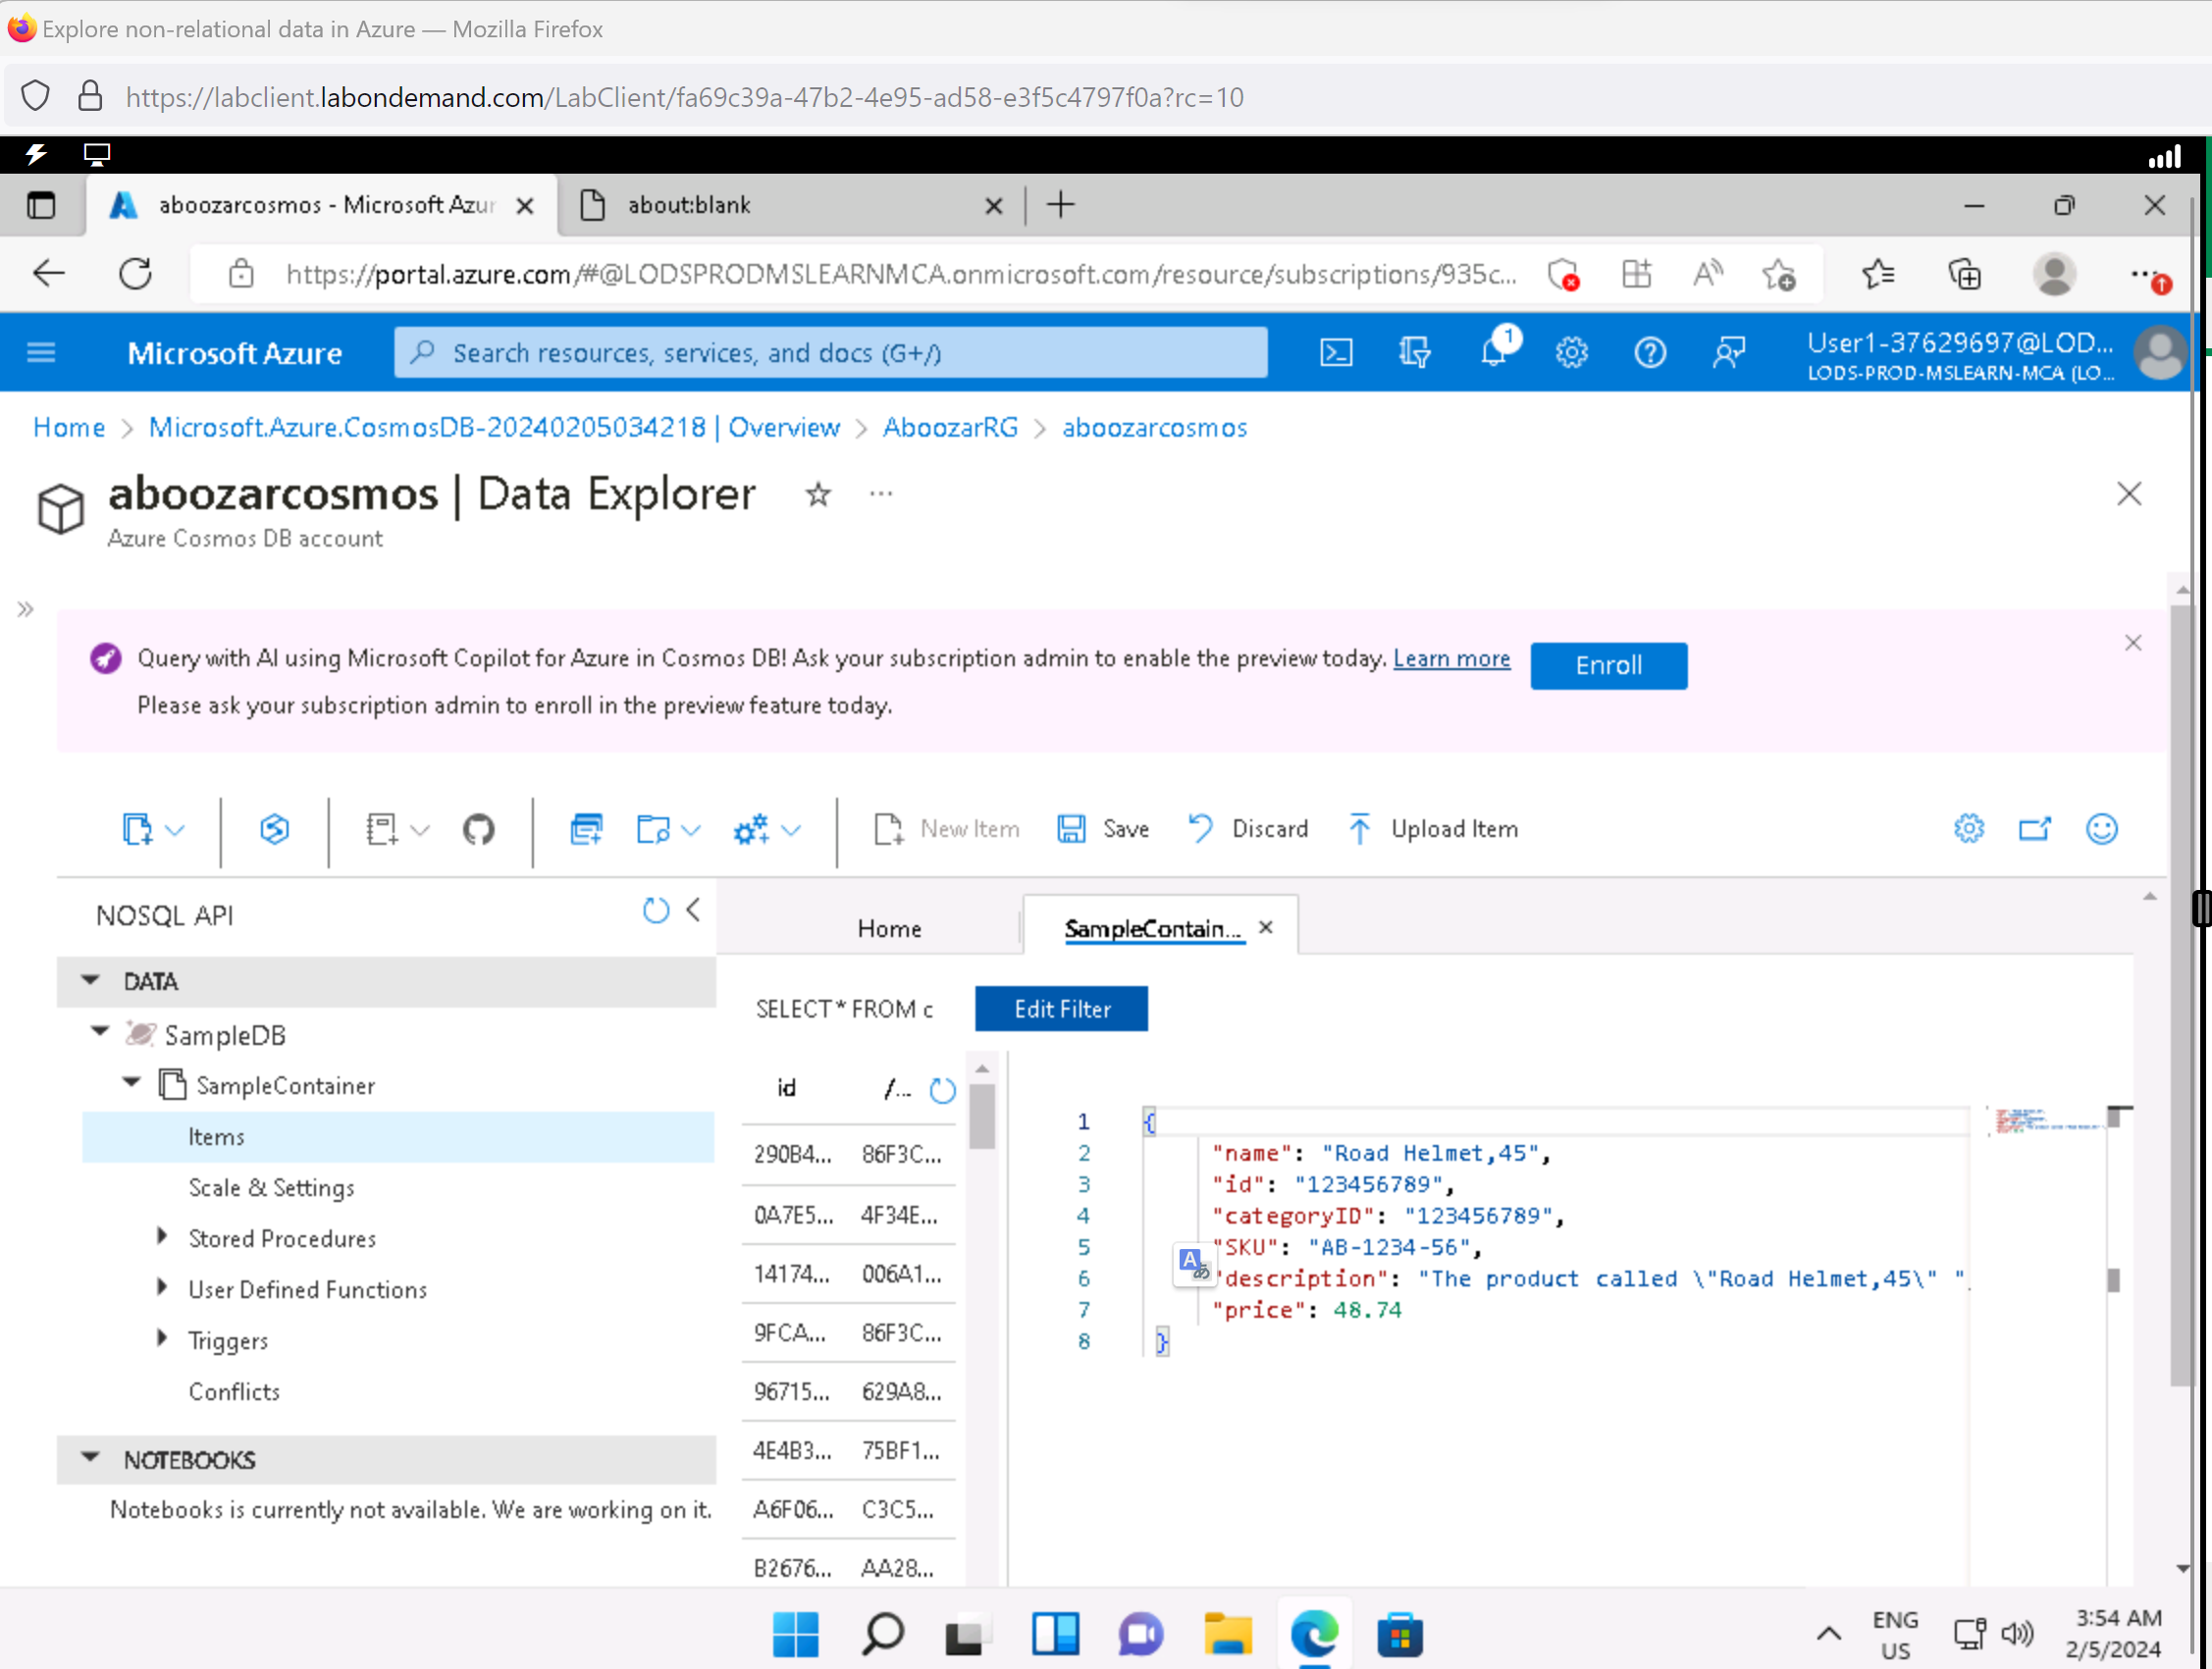 Explore non-relational data in Azure — Mozilla Firefox
https://labclient.labondemand.com/LabClient/fa69c39a-47b2-4e95-ad58-e3f5c4797f0a?rc=10
aboozarcosmos - Microsoft Azur
about:blank
https://portal.azure.com/#@LODSPRODMSLEARNMCA.onmicrosoft.com/resource/subscriptions/935c...
Microsoft Azure
Search resources, services, and docs (G+/)
1
User1-37629697@LOD...
LODS-PROD-MSLEARN-MCA (LO...
Home > Microsoft.Azure.CosmosDB-20240205034218 | Overview > AboozarRG > aboozarcosmos
aboozarcosmos | Data Explorer
Azure Cosmos DB account
Query with AI using Microsoft Copilot for Azure in Cosmos DB! Ask your subscription admin to enable the preview today. Learn more
Enroll
Please ask your subscription admin to enroll in the preview feature today.
New Item
Save
Discard
Upload Item
NOSQL API
DATA
SampleDB
SampleContainer
Items
Scale & Settings
Stored Procedures
User Defined Functions
Triggers
Conflicts
NOTEBOOKS
Notebooks is currently not available. We are working on it.
Home
SampleContain...
SELECT * FROM c
Edit Filter
id /...
290B4... 86F3C...
0A7E5... 4F34E...
14174... 006A1...
9FCA... 86F3C...
96715... 629A8...
4E4B3... 75BF1...
A6F06... C3C5...
B2676... AA28...
1 {
2 "name": "Road Helmet,45",
3 "id": "123456789",
4 "categoryID": "123456789",
5 "SKU": "AB-1234-56",
6 "description": "The product called \"Road Helmet,45\" "
7 "price": 48.74
8 }
ENG
US
3:54 AM
2/5/2024